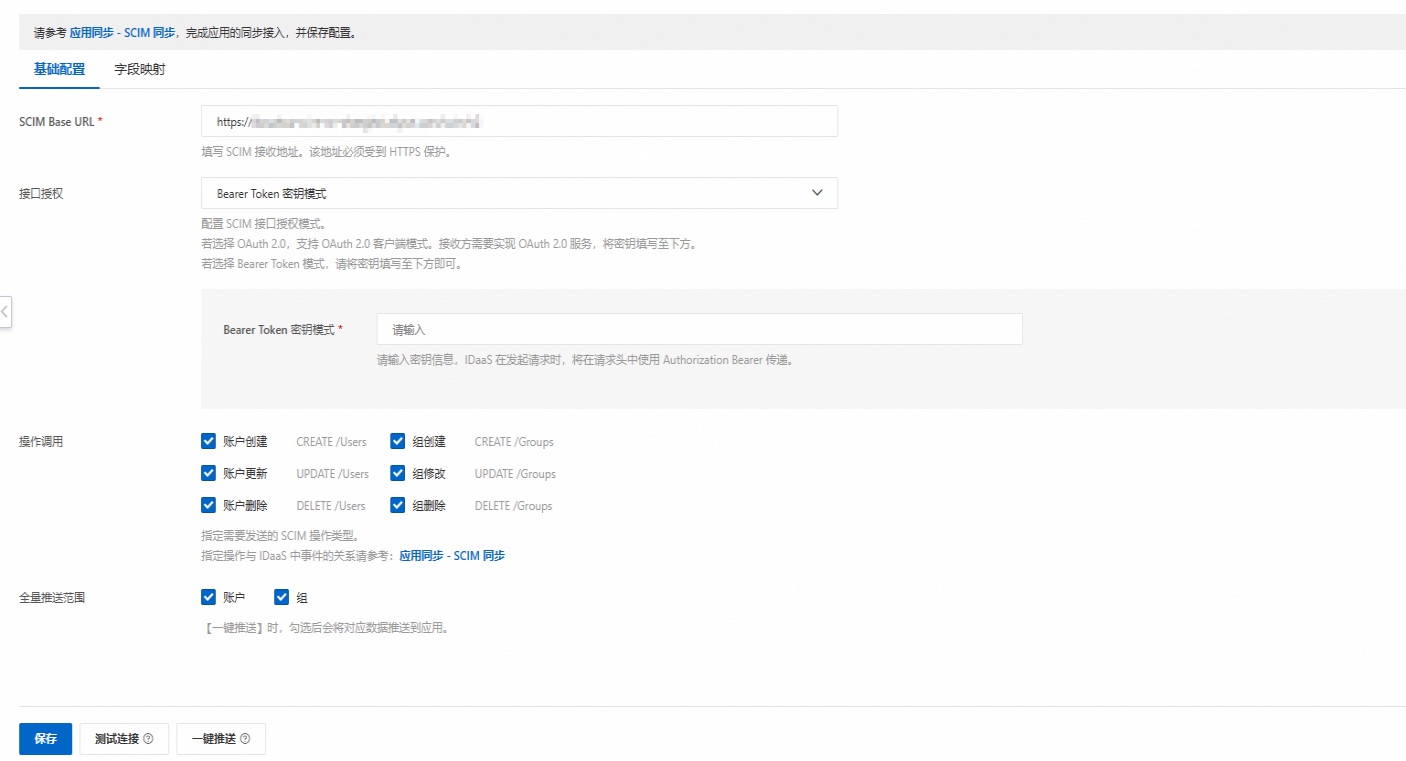 请参考 应用同步 - SCIM 同步，完成应用的同步接入，并保存配置。
基础配置 字段映射
SCIM Base URL * https://
填写 SCIM 接收地址。该地址必须受到 HTTPS 保护。
接口授权 Bearer Token 密钥模式
配置 SCIM 接口授权模式。
若选择 OAuth 2.0，支持 OAuth 2.0 客户端模式。接收方需要实现 OAuth 2.0 服务，将密钥填写至下方。
若选择 Bearer Token 模式，请将密钥填写至下方即可。
Bearer Token 密钥模式 * 请输入
请输入密钥信息，IDaaS 在发起请求时，将在请求头中使用 Authorization Bearer 传递。
操作调用 账户创建 CREATE /Users 组创建 CREATE /Groups
账户更新 UPDATE /Users 组修改 UPDATE /Groups
账户删除 DELETE /Users 组删除 DELETE /Groups
指定需要发送的 SCIM 操作类型。
指定操作与 IDaaS 中事件的关系请参考：应用同步 - SCIM 同步
全量推送范围 账户 组
【一键推送】时，勾选后会将对应数据推送到应用。
保存 测试连接 一键推送